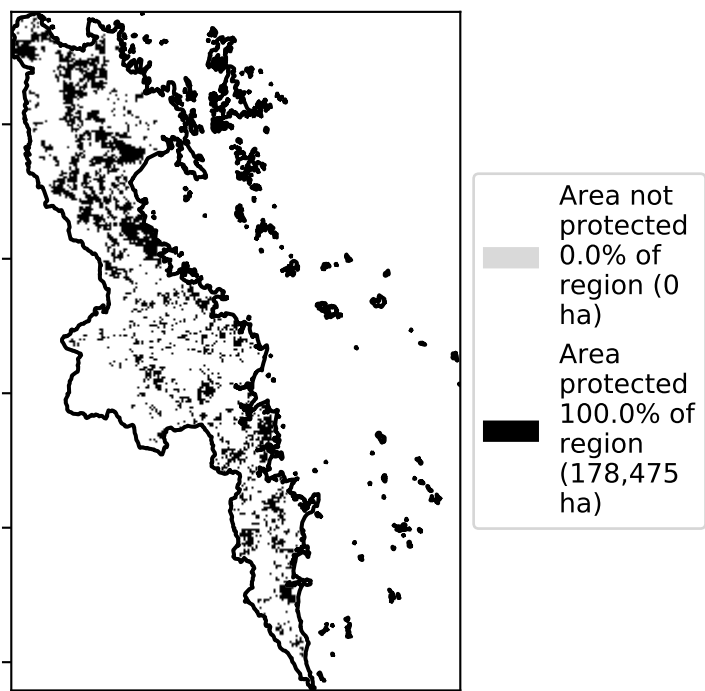 Area not
protected
0.0% of
region (0
ha)
Area
protected
100.0% of
region
(178,475
ha)